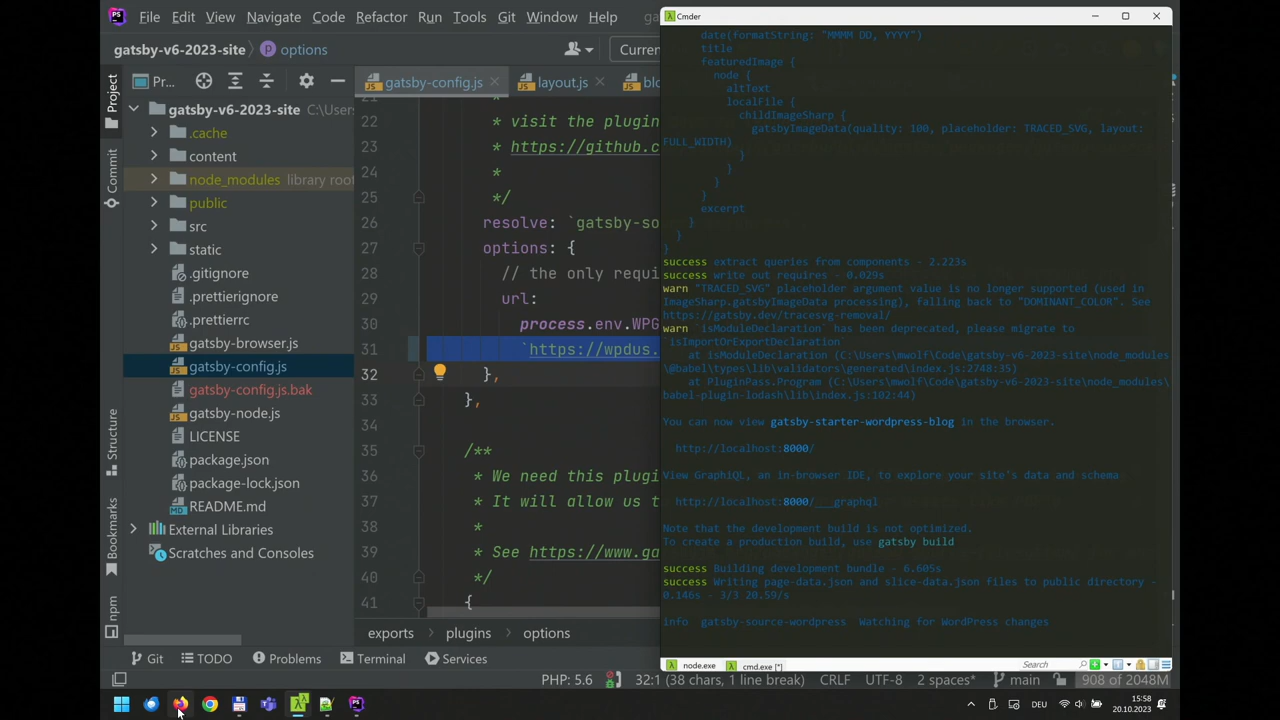 PS File Edit View Navigate Code Refactor Run Tools Git Window Help
gatsby-v6-2023-site options Curren
Pr... gatsby-config.js layout.js blo
Project
Commit
Structure
Bookmarks
npm
gatsby-v6-2023-site C:\Users
.cache
content
node_modules library root
public
src
static
.gitignore
.prettierignore
.prettierrc
gatsby-browser.js
gatsby-config.js
gatsby-config.js.bak
gatsby-node.js
LICENSE
package.json
package-lock.json
README.md
External Libraries
Scratches and Consoles
21 *
22 * visit the plugin
23 * https://github.c
24 *
25 */
26 resolve: `gatsby-so
27 options: {
28 // the only requi
29 url:
30 process.env.WPG
31 `https://wpdus.
32 },
33 },
34
35 /**
36 * We need this plugin
37 * It will allow us t
38 *
39 * See https://www.ga
40 */
41 {
exports plugins options
Git TODO Problems Terminal Services
PHP: 5.6 32:1 (38 chars, 1 line break) CRLF UTF-8 2 spaces* main 908 of 2048M
Cmder
date(formatString: "MMMM DD, YYYY")
title
featuredImage {
node {
altText
localFile {
childImageSharp {
gatsbyImageData(quality: 100, placeholder: TRACED_SVG, layout:
FULL_WIDTH)
}
}
}
}
excerpt
}
}
}
success extract queries from components - 2.223s
success write out requires - 0.029s
warn "TRACED_SVG" placeholder argument value is no longer supported (used in
ImageSharp.gatsbyImageData processing), falling back to "DOMINANT_COLOR". See
https://gatsby.dev/tracesvg-removal/
warn `isModuleDeclaration` has been deprecated, please migrate to
`isImportOrExportDeclaration`
at isModuleDeclaration (C:\Users\mwolf\Code\gatsby-v6-2023-site\node_modules
\@babel\types\lib\validators\generated\index.js:2748:35)
at PluginPass.Program (C:\Users\mwolf\Code\gatsby-v6-2023-site\node_modules\
babel-plugin-lodash\lib\index.js:102:44)
You can now view gatsby-starter-wordpress-blog in the browser.
http://localhost:8000/
View GraphiQL, an in-browser IDE, to explore your site's data and schema
http://localhost:8000/___graphql
Note that the development build is not optimized.
To create a production build, use gatsby build
success Building development bundle - 6.605s
success Writing page-data.json and slice-data.json files to public directory -
0.146s - 3/3 20.59/s
info gatsby-source-wordpress Watching for WordPress changes
node.exe cmd.exe [*] Search
DEU 15:58
20.10.2023